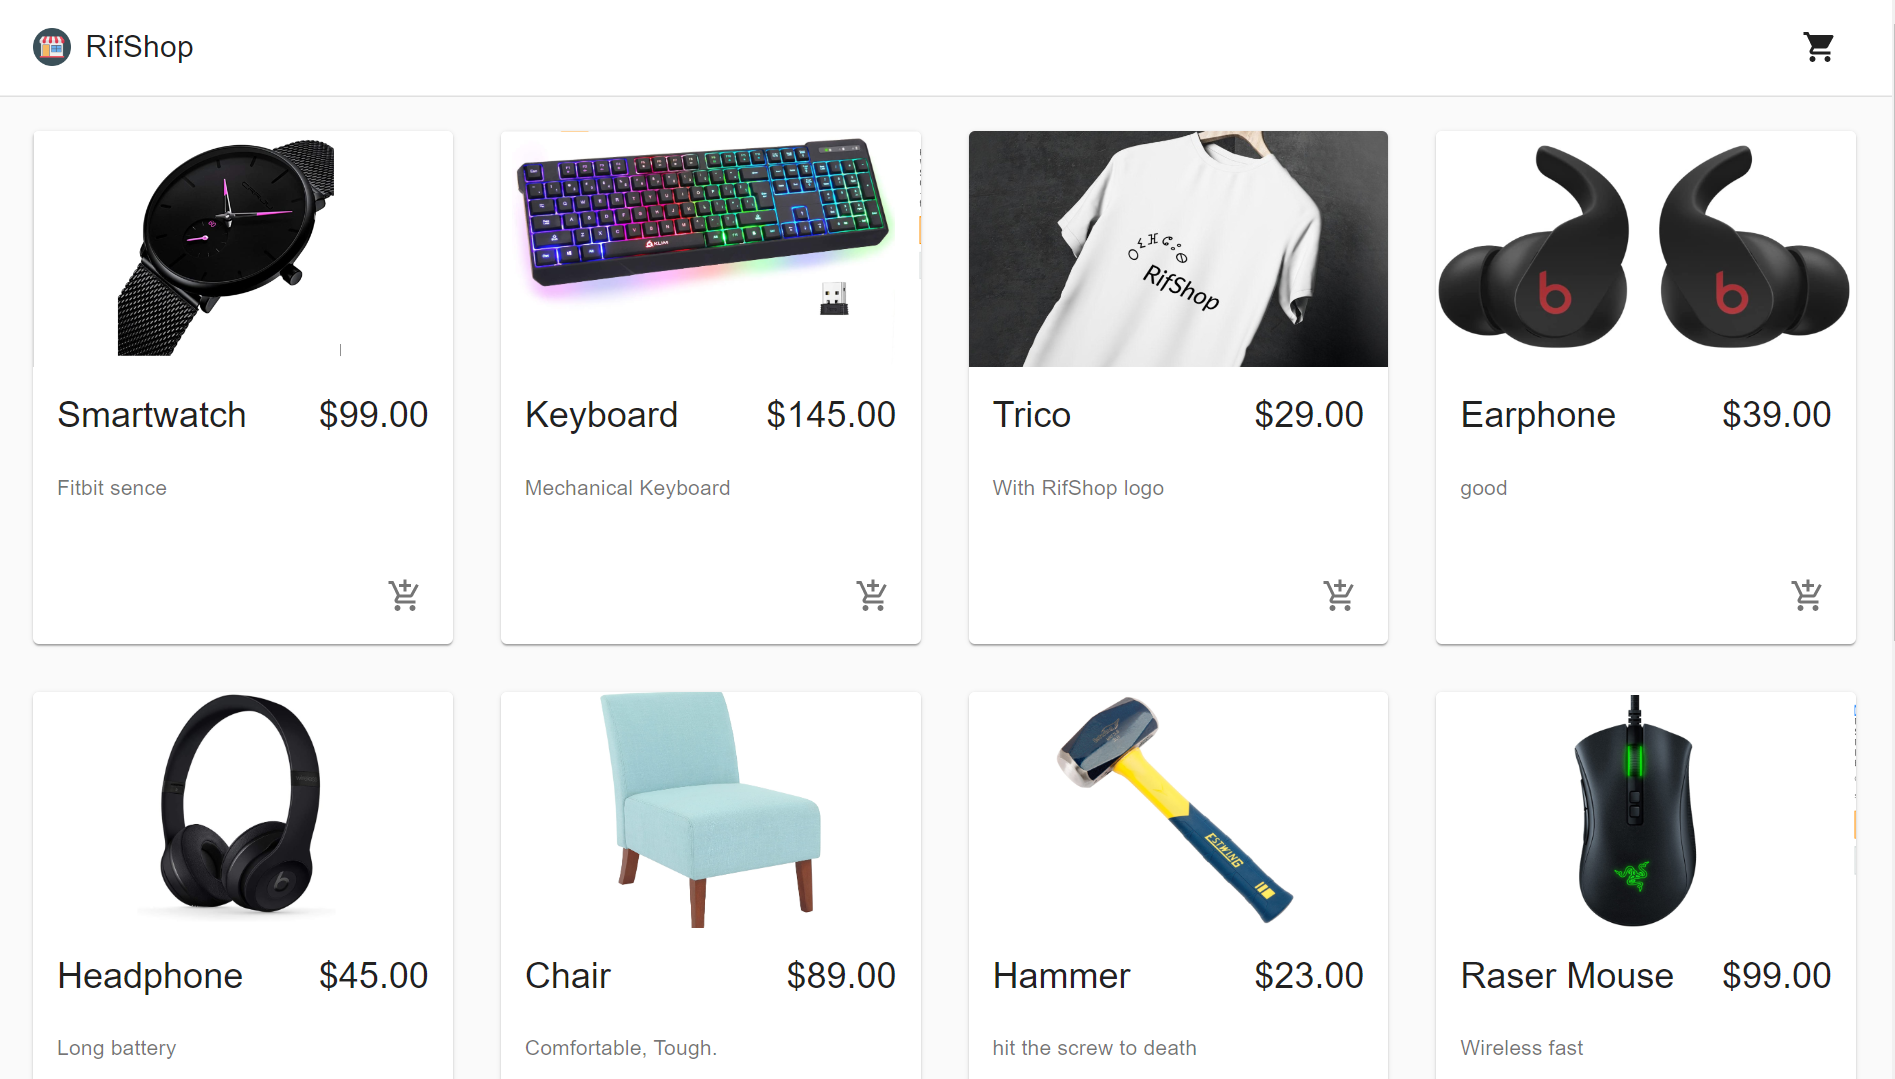 RifShop
KLIM
RifShop
Smartwatch $99.00
Keyboard $145.00
Trico $29.00
Earphone $39.00
Fitbit sence
Mechanical Keyboard
With RifShop logo
good
ESTWING
Headphone $45.00
Chair $89.00
Hammer $23.00
Raser Mouse $99.00
Long battery
Comfortable, Tough.
hit the screw to death
Wireless fast